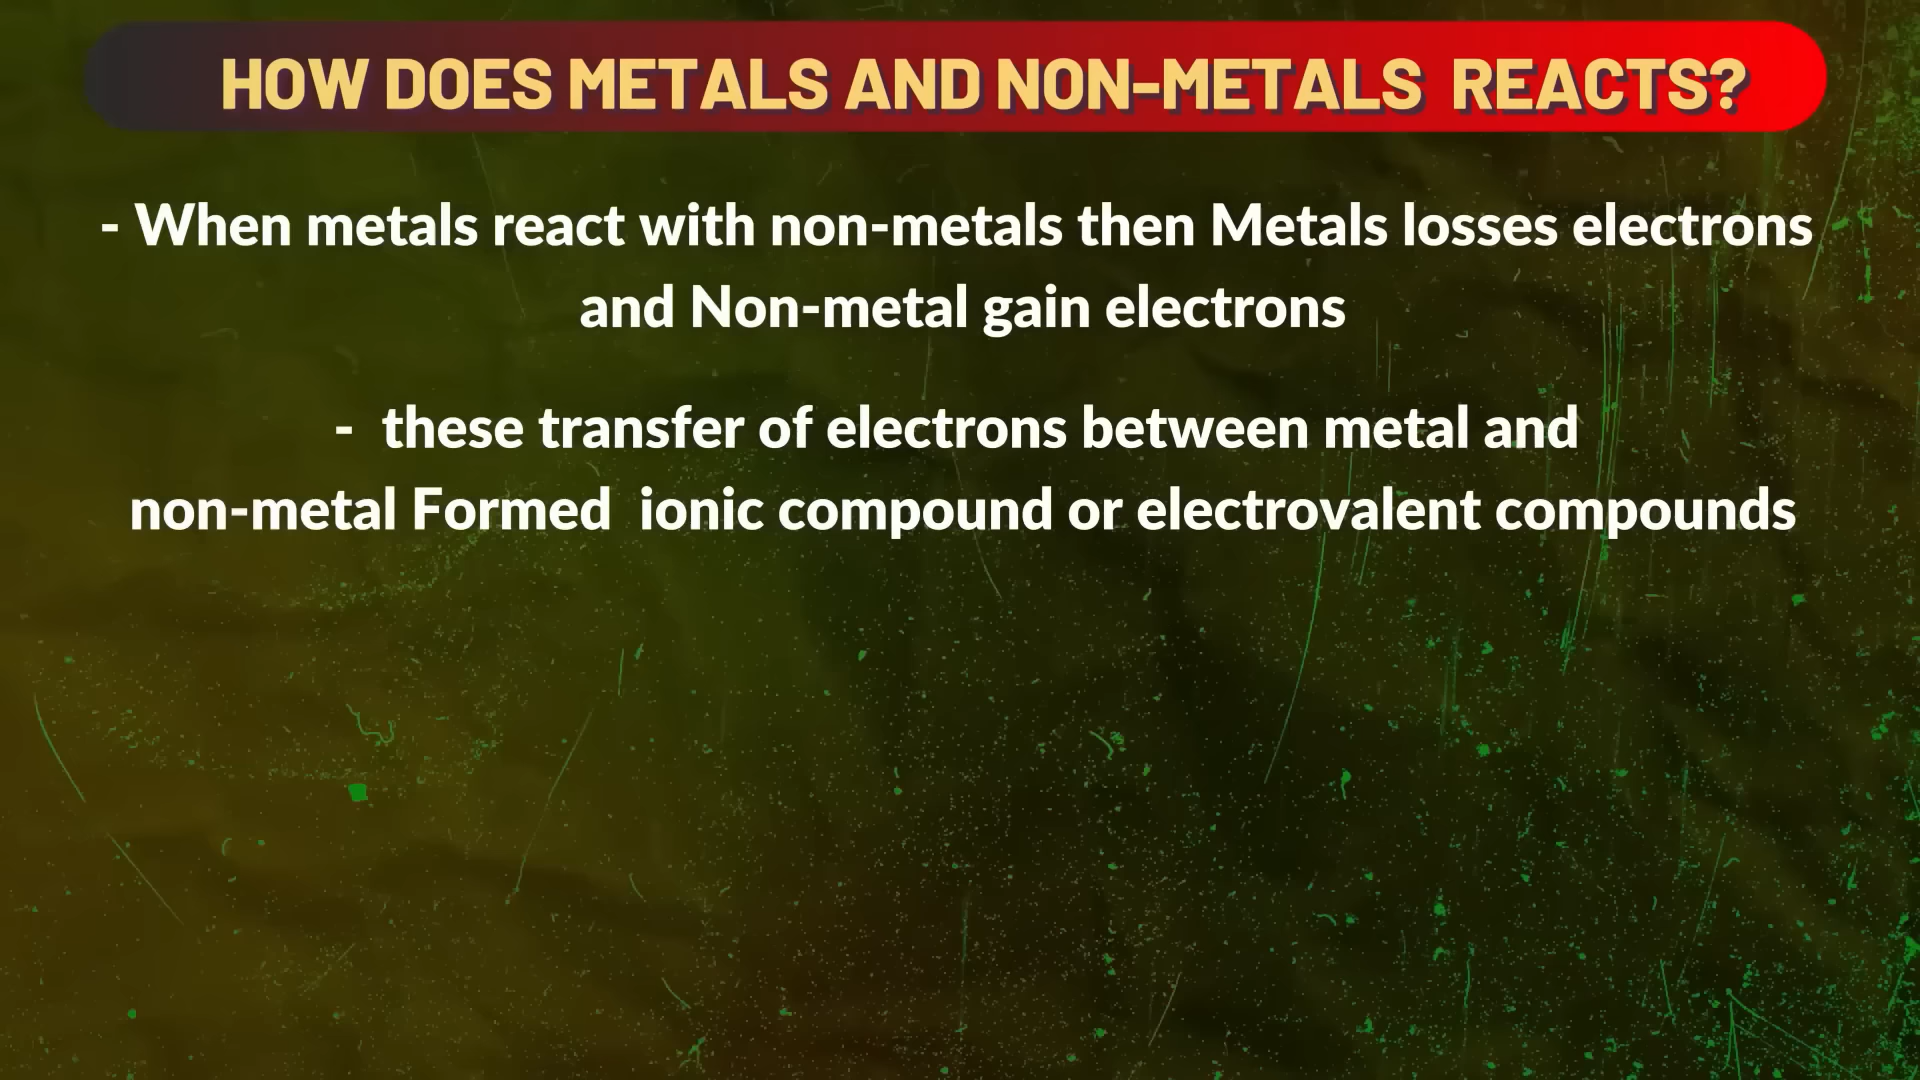 HOW DOES METALS AND NON-METALS REACTS?
- When metals react with non-metals then Metals losses electrons
and Non-metal gain electrons
- these transfer of electrons between metal and
non-metal Formed ionic compound or electrovalent compounds